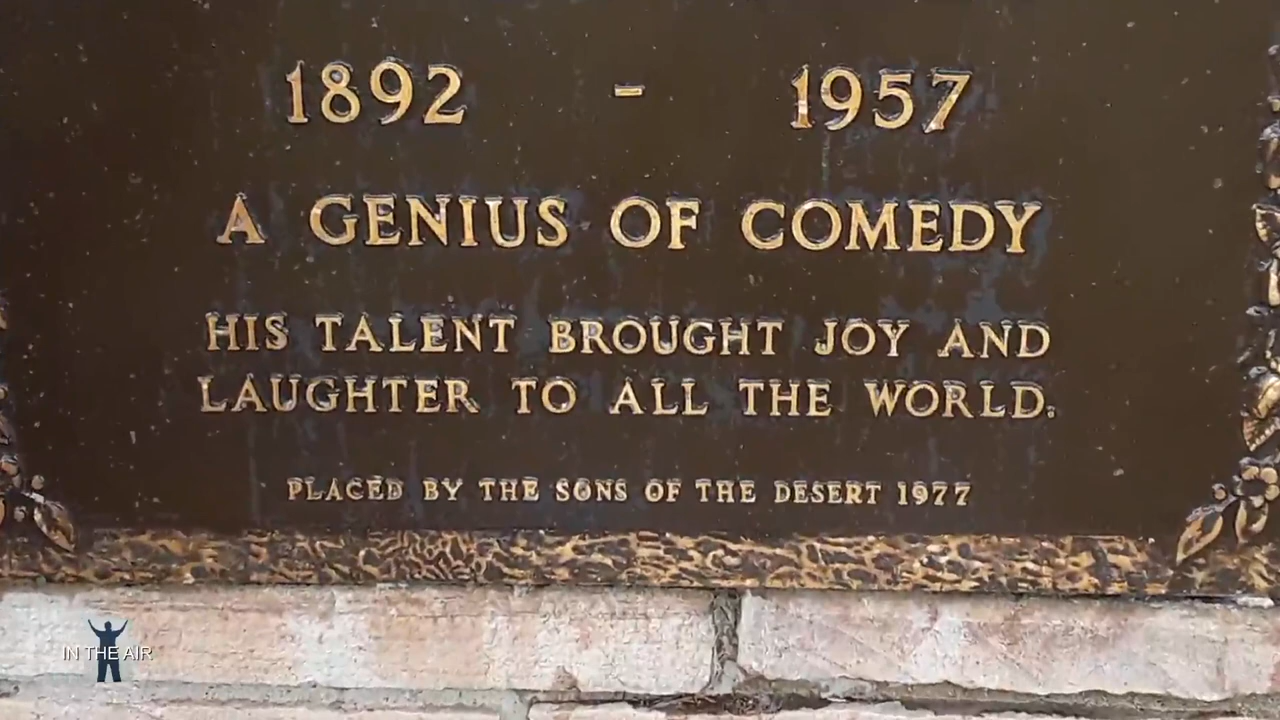 1892 - 1957
A GENIUS OF COMEDY
HIS TALENT BROUGHT JOY AND
LAUGHTER TO ALL THE WORLD.
PLACED BY THE SONS OF THE DESERT 1977
IN THE AIR